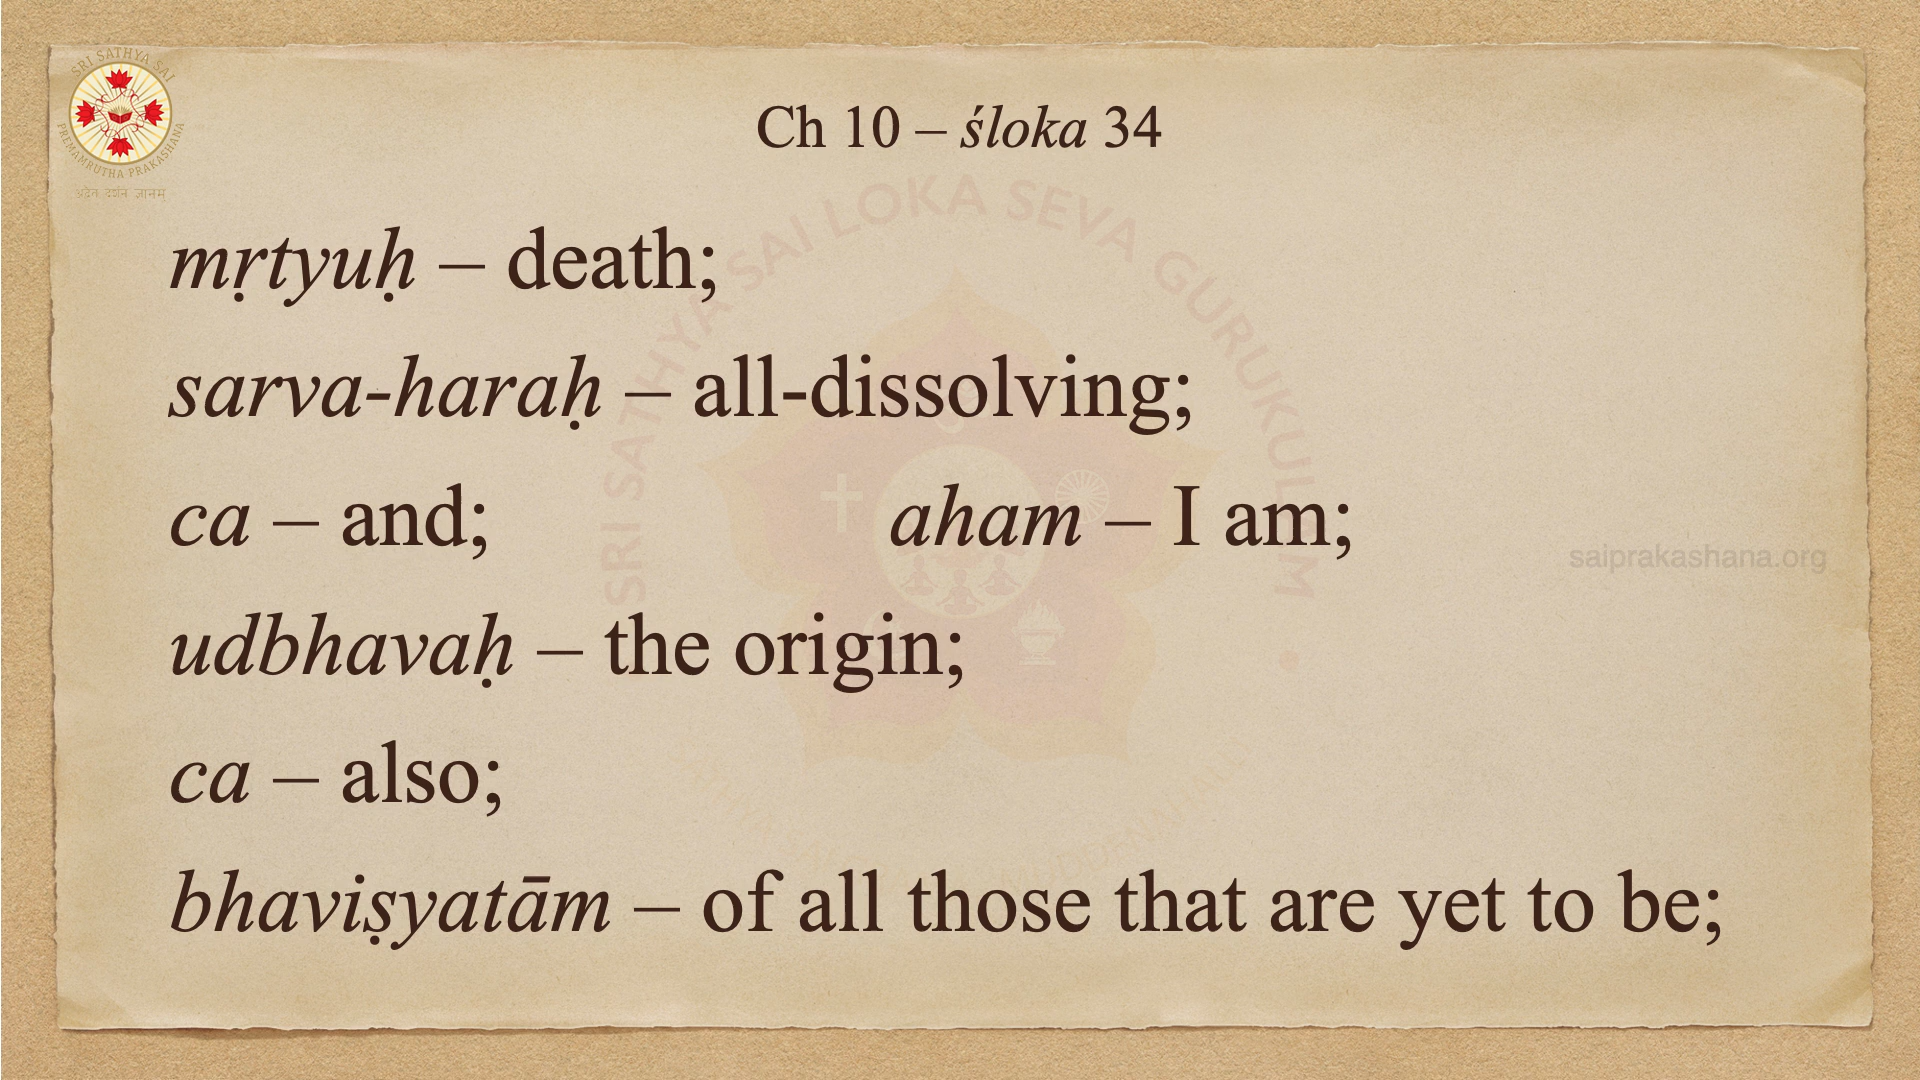 SRI SATHYA SAI
PREMAMRUTHA PRAKASHANA
Ch 10 – śloka 34
SRI SATHYA SAI LOKA SEVA GURUKULAM
mṛtyuḥ – death;
sarva-haraḥ – all-dissolving;
ca – and; aham – I am;
saiprakashana.org
udbhavaḥ – the origin;
ca – also;
bhaviṣyatām – of all those that are yet to be;